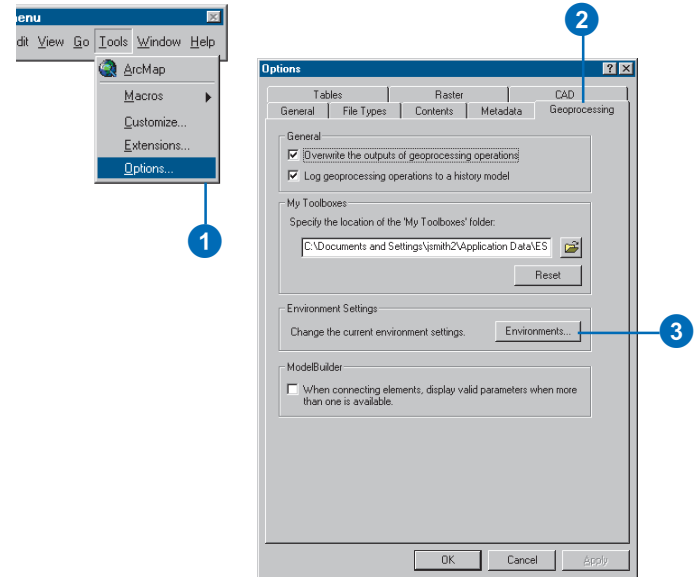 enu
dit View Go Tools Window Help
ArcMap
Macros
Customize...
Extensions...
Options...
1
2
Options
Tables Raster CAD
General File Types Contents Metadata Geoprocessing
General
Overwrite the outputs of geoprocessing operations
Log geoprocessing operations to a history model
My Toolboxes
Specify the location of the 'My Toolboxes' folder:
C:\Documents and Settings\jsmith2\Application Data\ES
Reset
Environment Settings
Change the current environment settings. Environments...
3
ModelBuilder
When connecting elements, display valid parameters when more
than one is available.
OK Cancel Apply